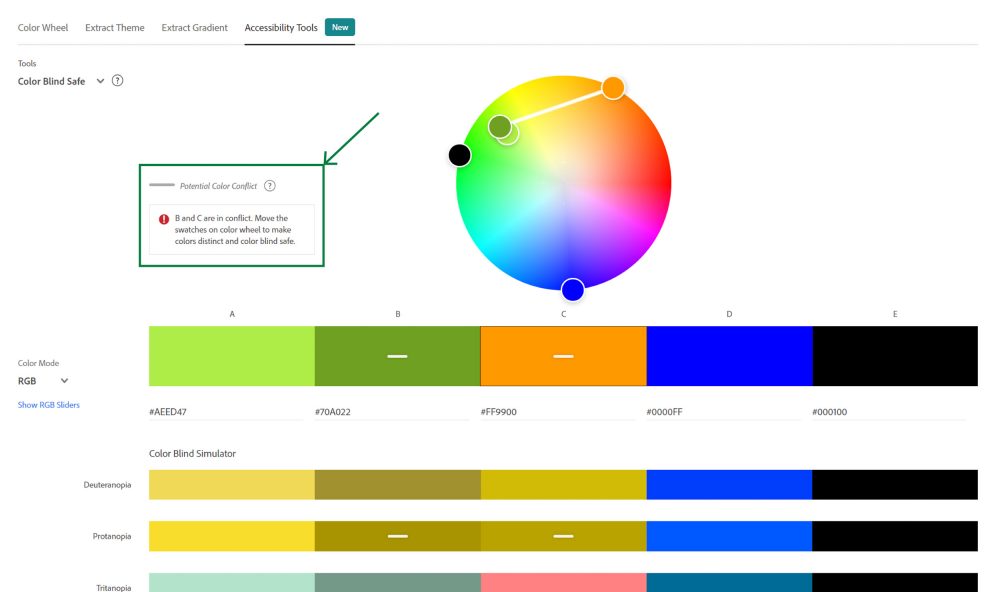 Color Wheel Extract Theme Extract Gradient Accessibility Tools New
Tools
Color Blind Safe ?
Potential Color Conflict ?
! B and C are in conflict. Move the
swatches on color wheel to make
colors distinct and color blind safe.
A B C D E
Color Mode
RGB
Show RGB Sliders
#AEED47 #70A022 #FF9900 #0000FF #000100
Color Blind Simulator
Deuteranopia
Protanopia
Tritanopia